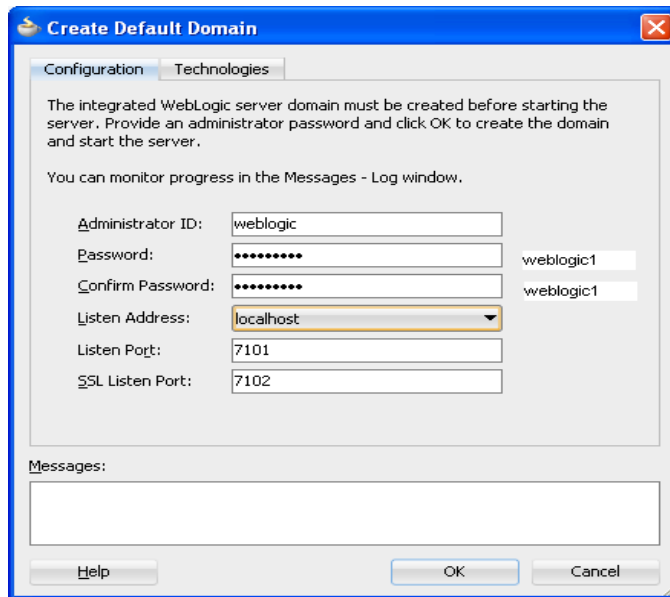 Create Default Domain
Configuration Technologies
The integrated WebLogic server domain must be created before starting the
server. Provide an administrator password and click OK to create the domain
and start the server.
You can monitor progress in the Messages - Log window.
Administrator ID: weblogic
Password: ●●●●●●●●● weblogic1
Confirm Password: ●●●●●●●●● weblogic1
Listen Address: localhost
Listen Port: 7101
SSL Listen Port: 7102
Messages:
Help OK Cancel